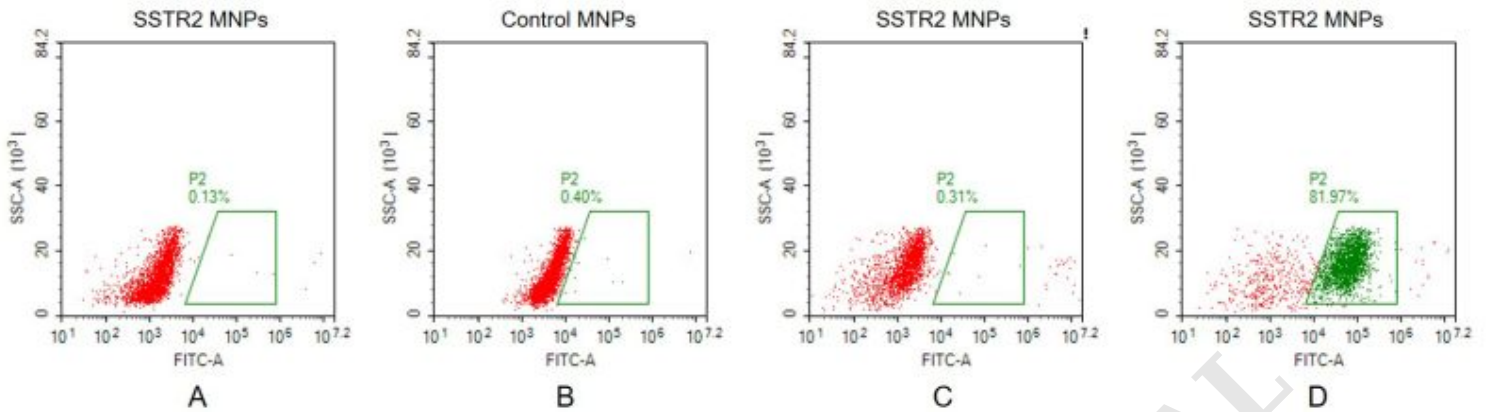 SSTR2 MNPs
84.2
60
40
20
0
SSC-A (10³ |
P2
0.13%
10¹ 10² 10³ 10⁴ 10⁵ 10⁶ 10⁷·²
FITC-A
A
Control MNPs
84.2
60
40
20
0
SSC-A (10³ |
P2
0.40%
10¹ 10² 10³ 10⁴ 10⁵ 10⁶ 10⁷·²
FITC-A
B
SSTR2 MNPs
!
84.2
60
40
20
0
SSC-A (10³ |
P2
0.31%
10¹ 10² 10³ 10⁴ 10⁵ 10⁶ 10⁷·²
FITC-A
C
SSTR2 MNPs
84.2
60
40
20
0
SSC-A (10³ |
P2
81.97%
10¹ 10² 10³ 10⁴ 10⁵ 10⁶ 10⁷·²
FITC-A
D